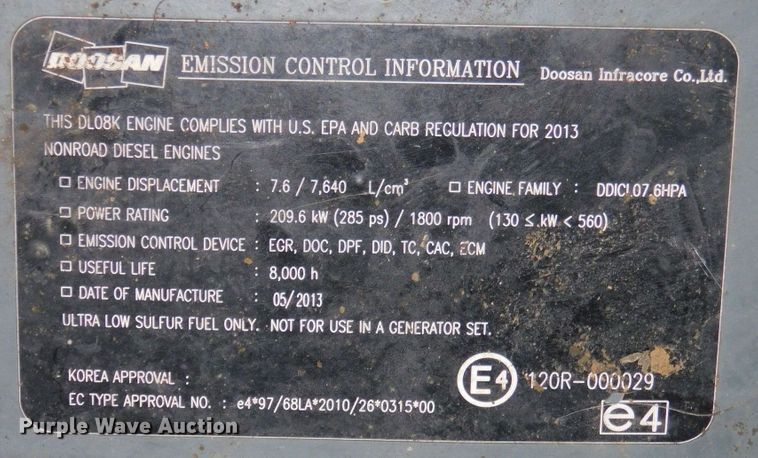 DOOSAN EMISSION CONTROL INFORMATION Doosan Infracore Co.,Ltd.
THIS DL08K ENGINE COMPLIES WITH U.S. EPA AND CARB REGULATION FOR 2013
NONROAD DIESEL ENGINES
□ ENGINE DISPLACEMENT : 7.6 / 7,640 L/cm³ □ ENGINE FAMILY : DDICL07.6HPA
□ POWER RATING : 209.6 kW (285 ps) / 1800 rpm (130 ≤ kW < 560)
□ EMISSION CONTROL DEVICE : EGR, DOC, DPF, DID, TC, CAC, ECM
□ USEFUL LIFE : 8,000 h
□ DATE OF MANUFACTURE : 05/2013
ULTRA LOW SULFUR FUEL ONLY. NOT FOR USE IN A GENERATOR SET.
KOREA APPROVAL :
E4 120R-000029
EC TYPE APPROVAL NO. : e4*97/68LA*2010/26*0315*00
e4
Purple Wave Auction